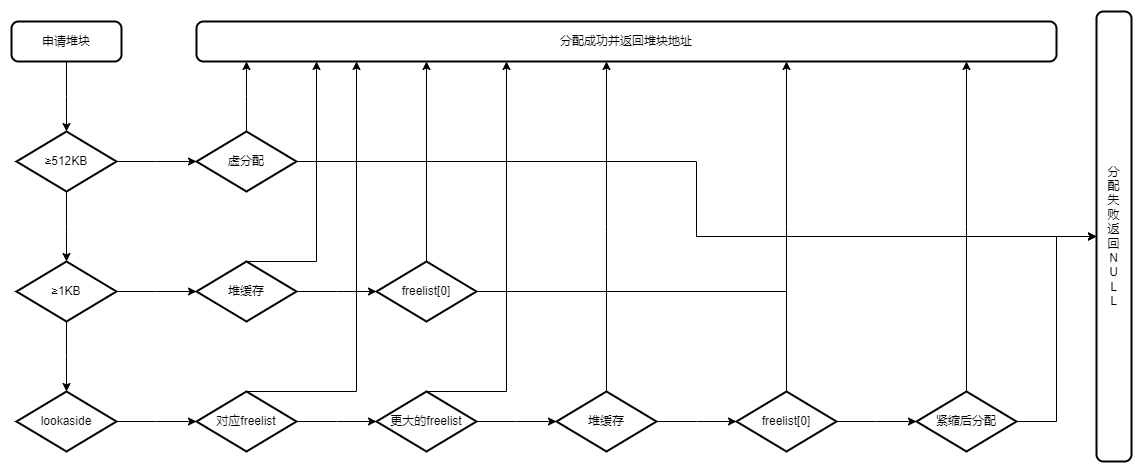 申请堆块
分配成功并返回堆块地址
≥512KB
虚分配
≥1KB
堆缓存
freelist[0]
lookaside
对应freelist
更大的freelist
堆缓存
freelist[0]
紧缩后分配
分配失败返回NULL